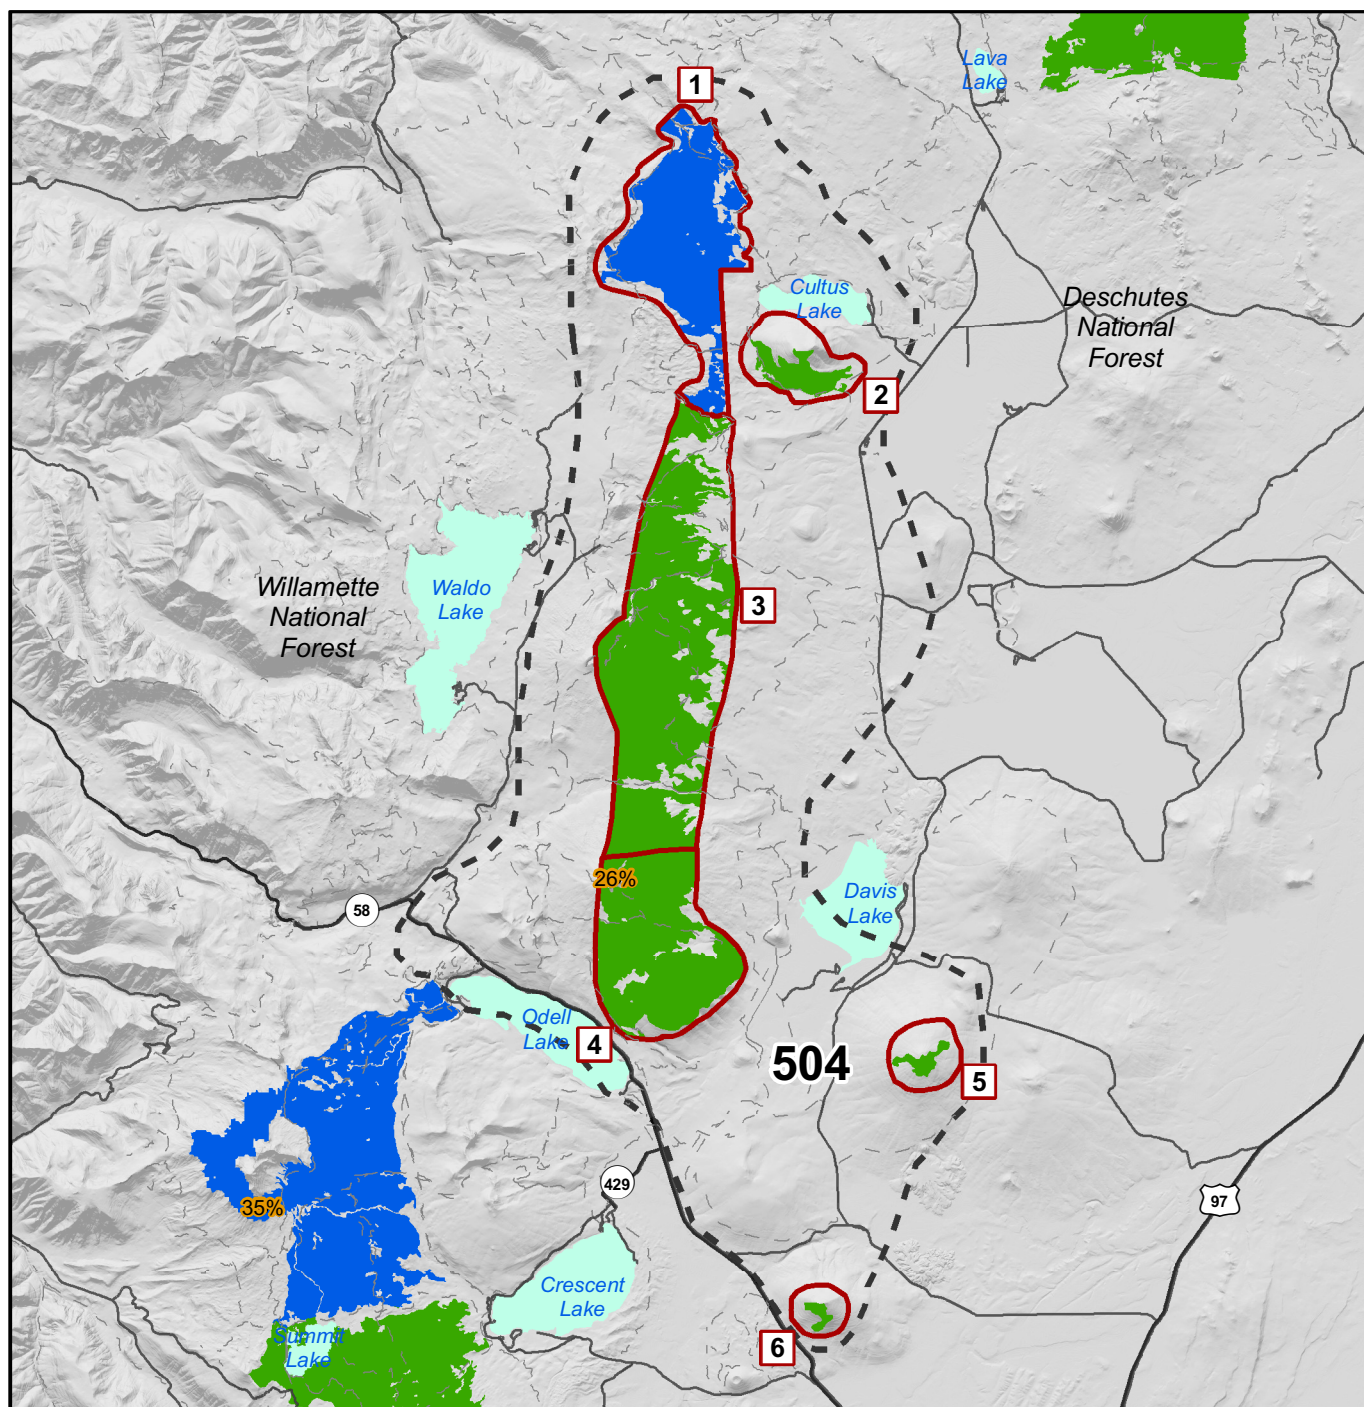 1
Lava
Lake
Cultus
Lake
Deschutes
National
Forest
2
Willamette
National
Forest
Waldo
Lake
3
26%
58
Davis
Lake
Odell
Lake
4
504
5
429
35%
97
Crescent
Lake
Summit
Lake
6